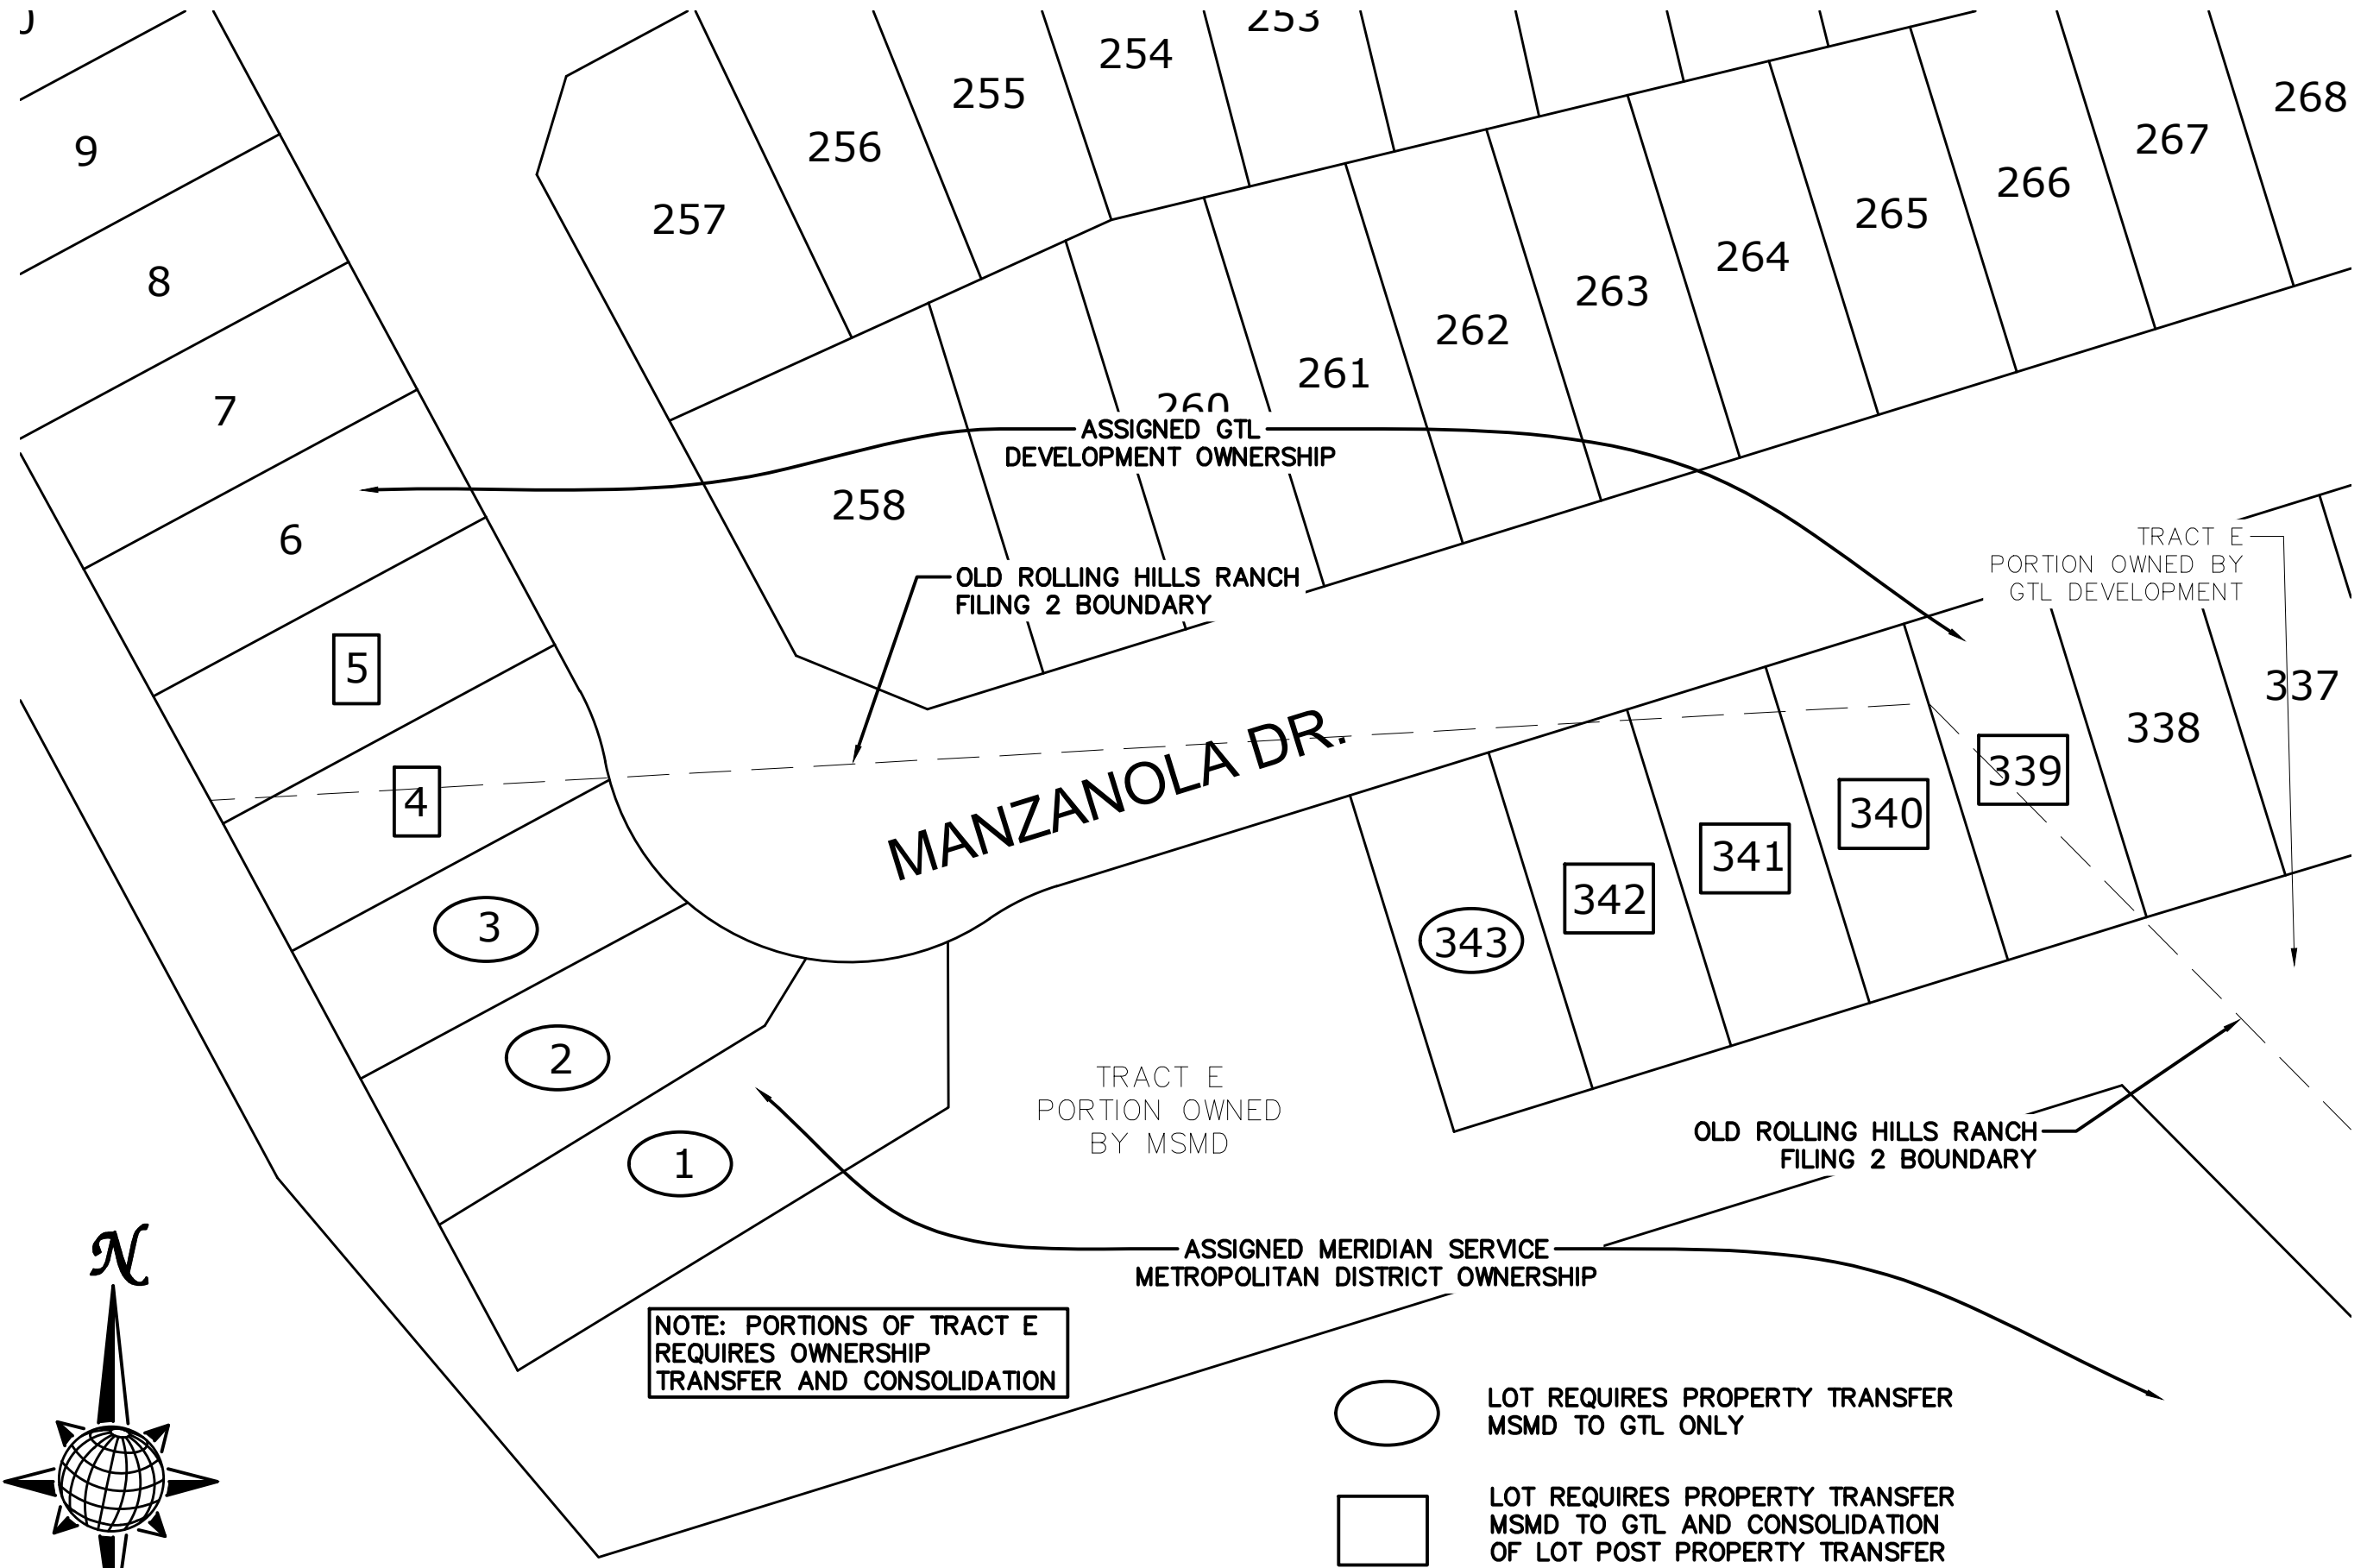 253
254
255
268
256
267
9
266
257
265
264
8
263
262
261
7
260
ASSIGNED GTL
DEVELOPMENT OWNERSHIP
258
6
TRACT E
PORTION OWNED BY
GTL DEVELOPMENT
OLD ROLLING HILLS RANCH
FILING 2 BOUNDARY
5
337
338
339
4
340
MANZANOLA DR.
341
342
3
343
2
TRACT E
PORTION OWNED
BY MSMD
1
OLD ROLLING HILLS RANCH
FILING 2 BOUNDARY
N
ASSIGNED MERIDIAN SERVICE
METROPOLITAN DISTRICT OWNERSHIP
NOTE: PORTIONS OF TRACT E
REQUIRES OWNERSHIP
TRANSFER AND CONSOLIDATION
LOT REQUIRES PROPERTY TRANSFER
MSMD TO GTL ONLY
LOT REQUIRES PROPERTY TRANSFER
MSMD TO GTL AND CONSOLIDATION
OF LOT POST PROPERTY TRANSFER